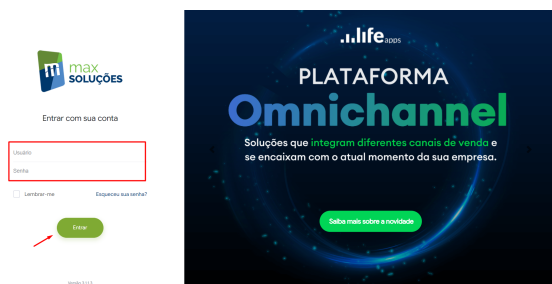 max
SOLUÇÕES
Entrar com sua conta
Usuário
Senha
Lembrar-me
Esqueceu sua senha?
Entrar
.ıılıfe apps
PLATAFORMA
Omnichannel
Soluções que integram diferentes canais de venda e
se encaixam com o atual momento da sua empresa.
Saiba mais sobre a novidade